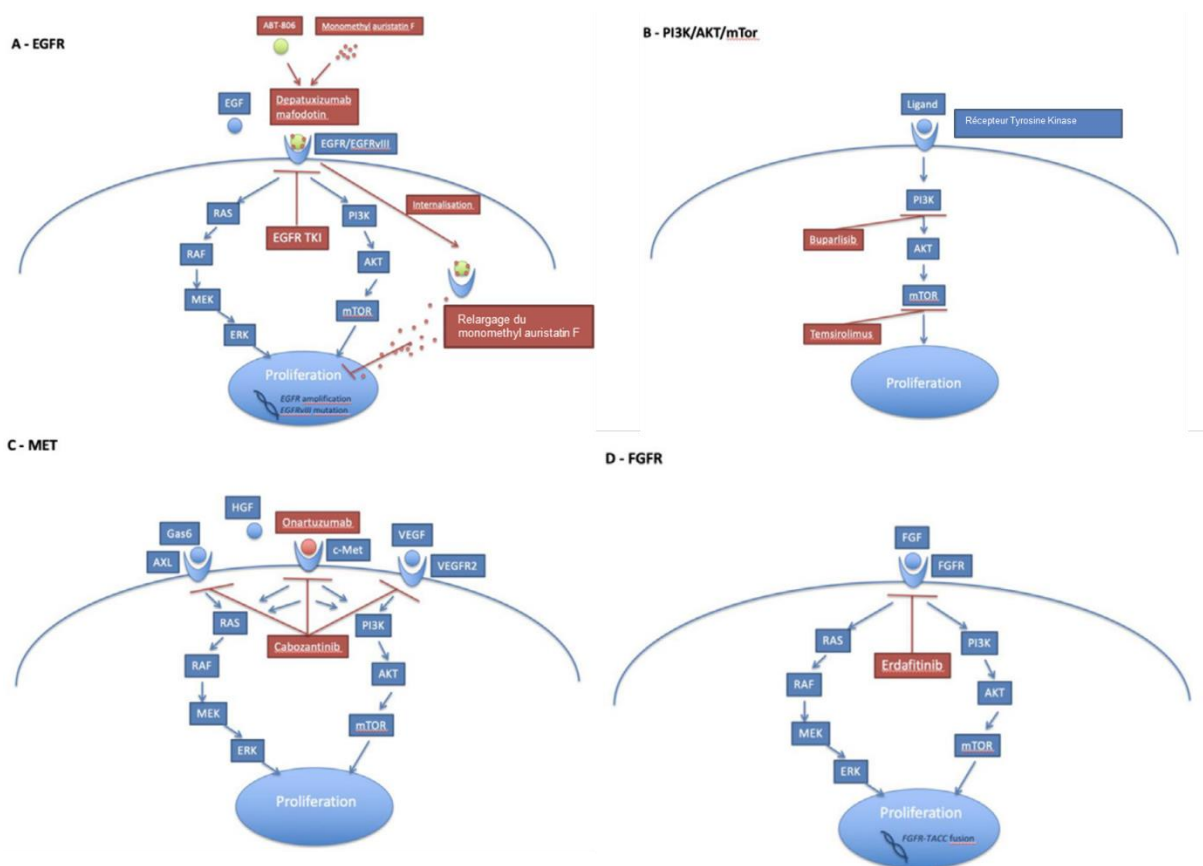 A - EGFR
ABT-806
Monomethyl auristatin F
EGF
Depatuxizumab
mafodotin
EGFR/EGFRvIII
RAS
PI3K
Internalisation
EGFR TKI
RAF
AKT
MEK
mTOR
ERK
Relargage du
monomethyl auristatin F
Proliferation
EGFR amplification
EGFRvIII mutation
B - PI3K/AKT/mTor
Ligand
Récepteur Tyrosine Kinase
PI3K
Buparlisib
AKT
mTOR
Temsirolimus
Proliferation
C - MET
HGF
Gas6
Onartuzumab
VEGF
AXL
c-Met
VEGFR2
RAS
PI3K
Cabozantinib
RAF
AKT
MEK
mTOR
ERK
Proliferation
D - FGFR
FGF
FGFR
RAS
PI3K
Erdafitinib
RAF
AKT
MEK
mTOR
ERK
Proliferation
FGFR-TACC fusion